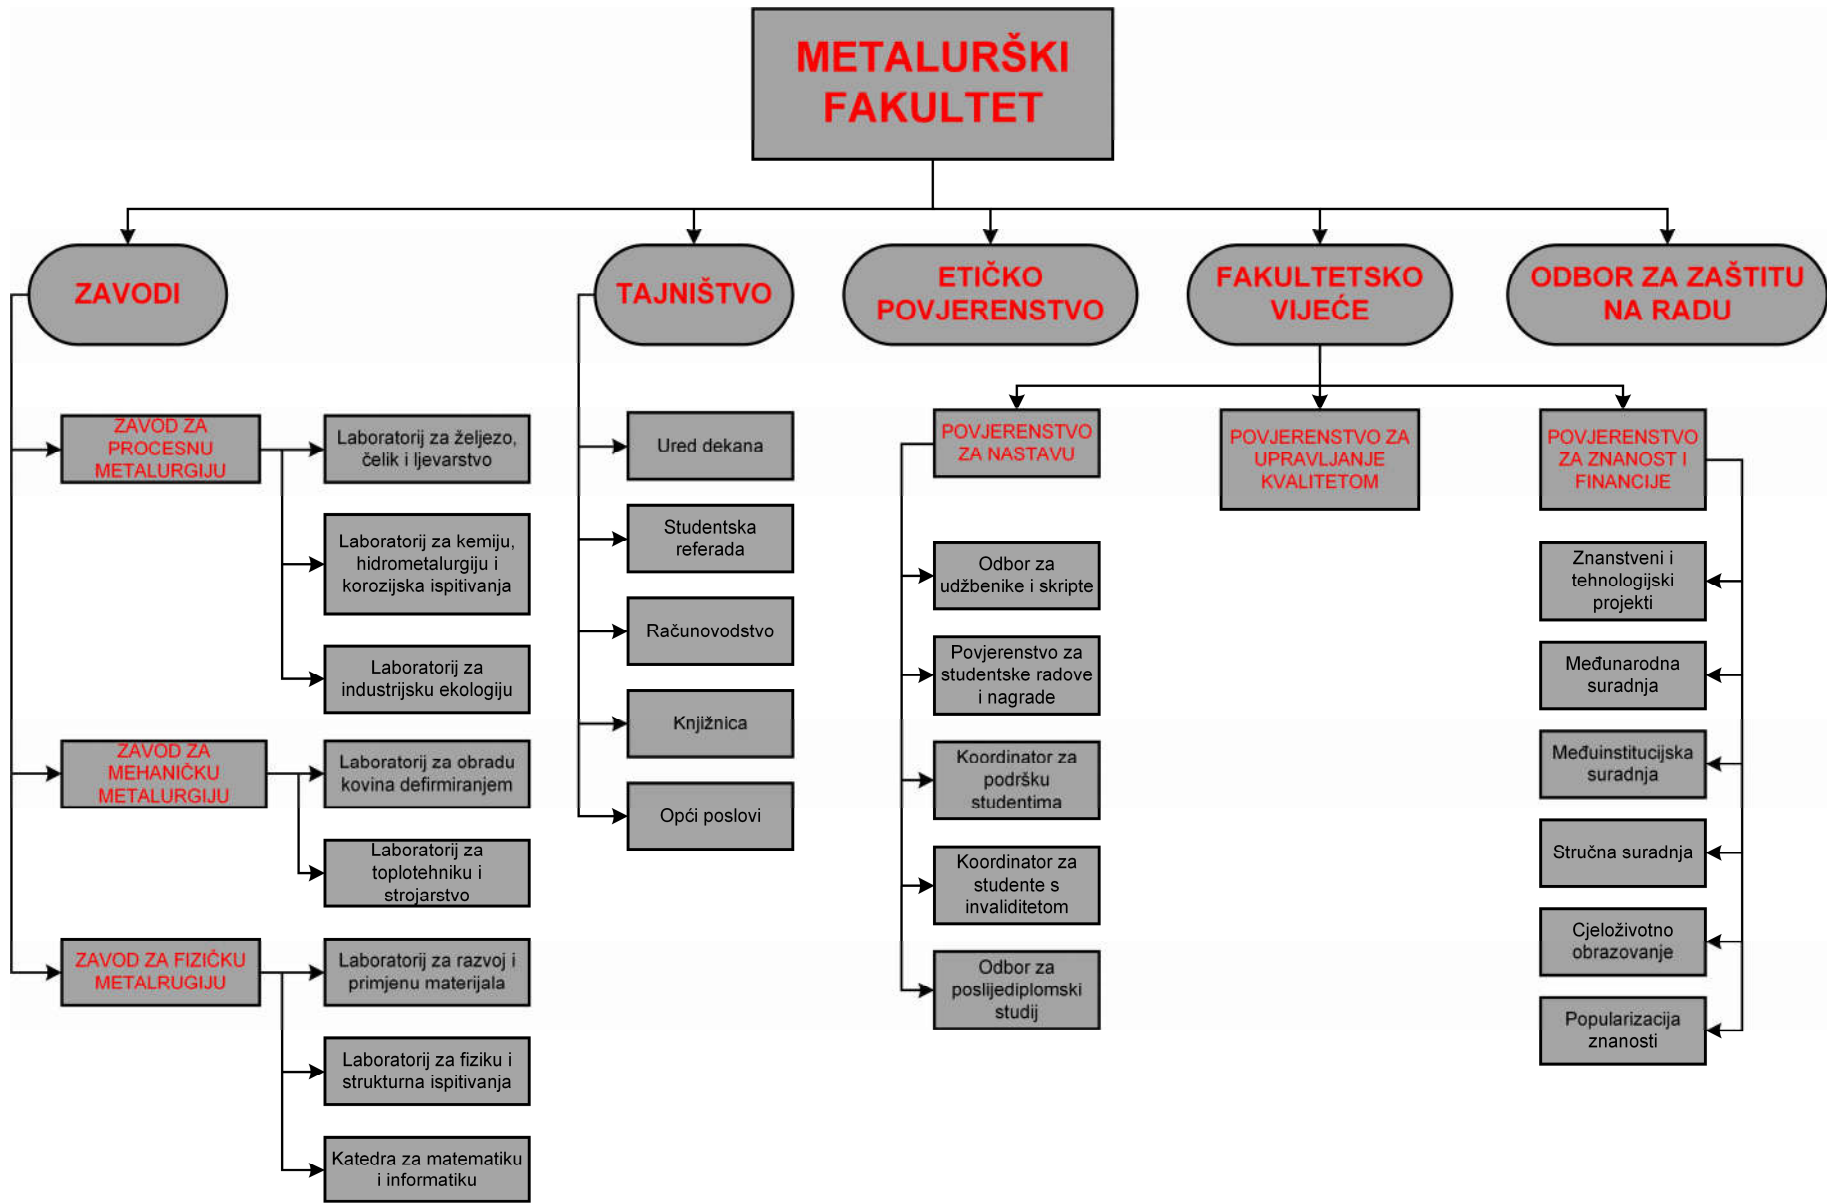 METALURŠKI
FAKULTET
ZAVODI
TAJNIŠTVO
ETIČKO
POVJERENSTVO
FAKULTETSKO
VIJEĆE
ODBOR ZA ZAŠTITU
NA RADU
ZAVOD ZA
PROCESNU
METALURGIJU
Laboratorij za željezo,
čelik i ljevarstvo
Laboratorij za kemiju,
hidrometalurgiju i
korozijska ispitivanja
Laboratorij za
industrijsku ekologiju
ZAVOD ZA
MEHANIČKU
METALURGIJU
Laboratorij za obradu
kovina defirmiranjem
Laboratorij za
toplotehniku i
strojarstvo
ZAVOD ZA FIZIČKU
METALRUGIJU
Laboratorij za razvoj i
primjenu materijala
Laboratorij za fiziku i
strukturna ispitivanja
Katedra za matematiku
i informatiku
Ured dekana
Studentska
referada
Računovodstvo
Knjižnica
Opći poslovi
POVJERENSTVO
ZA NASTAVU
Odbor za
udžbenike i skripte
Povjerenstvo za
studentske radove
i nagrade
Koordinator za
podršku
studentima
Koordinator za
studente s
invaliditetom
Odbor za
poslijediplomski
studij
POVJERENSTVO ZA
UPRAVLJANJE
KVALITETOM
POVJERENSTVO
ZA ZNANOST I
FINANCIJE
Znanstveni i
tehnologijski
projekti
Međunarodna
suradnja
Međuinstitucijska
suradnja
Stručna suradnja
Cjeloživotno
obrazovanje
Popularizacija
znanosti